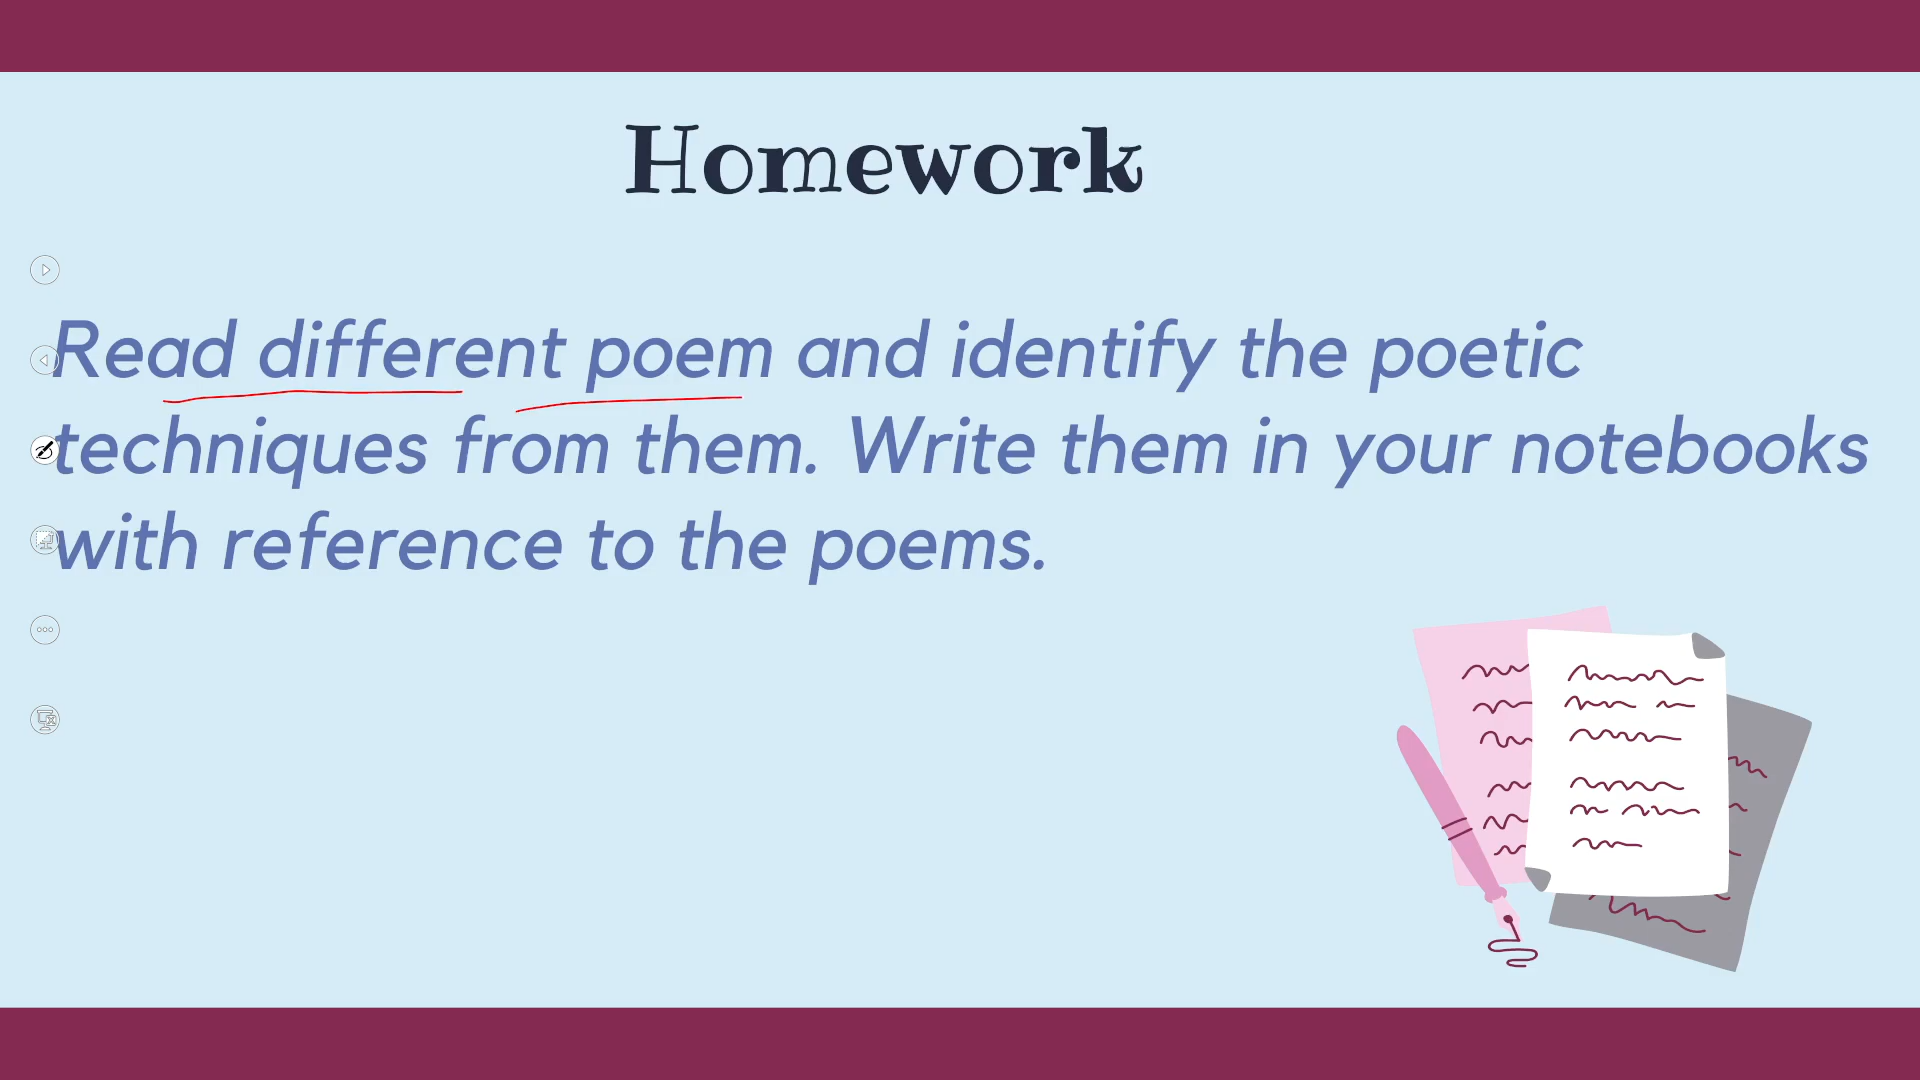 Homework
Read different poem and identify the poetic
techniques from them. Write them in your notebooks
with reference to the poems.